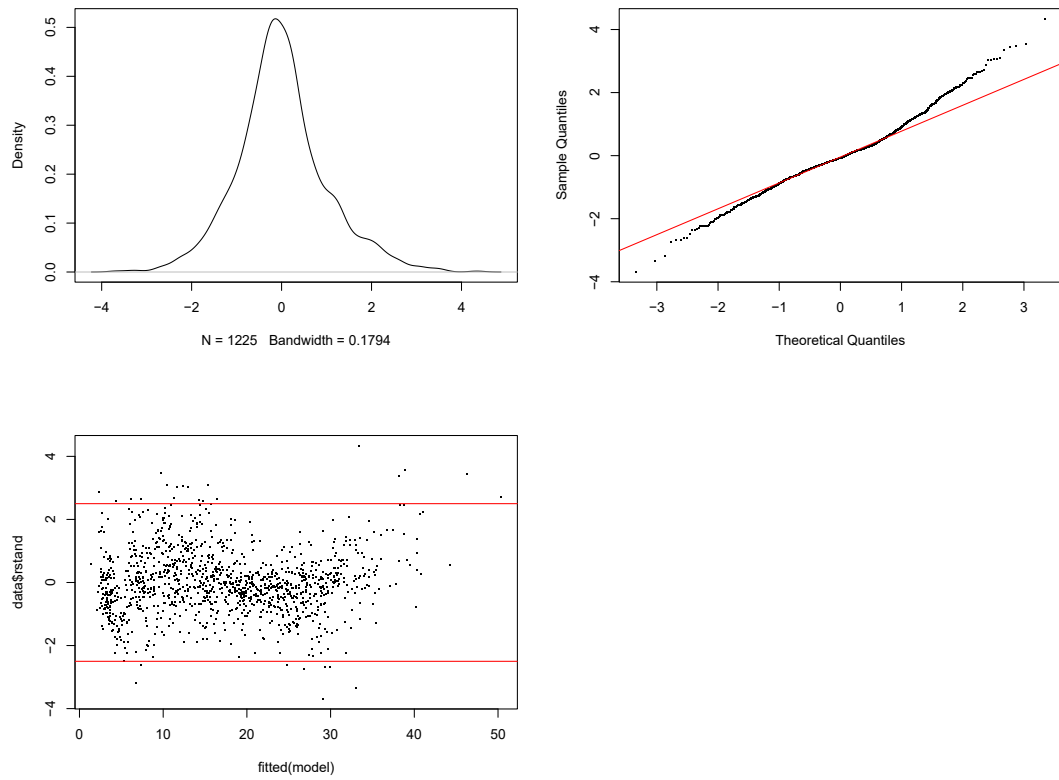 Density
0.0 0.1 0.2 0.3 0.4 0.5
−4 −2 0 2 4
N = 1225 Bandwidth = 0.1794
Sample Quantiles
−4 −2 0 2 4
−3 −2 −1 0 1 2 3
Theoretical Quantiles
data$rstand
−4 −2 0 2 4
0 10 20 30 40 50
fitted(model)